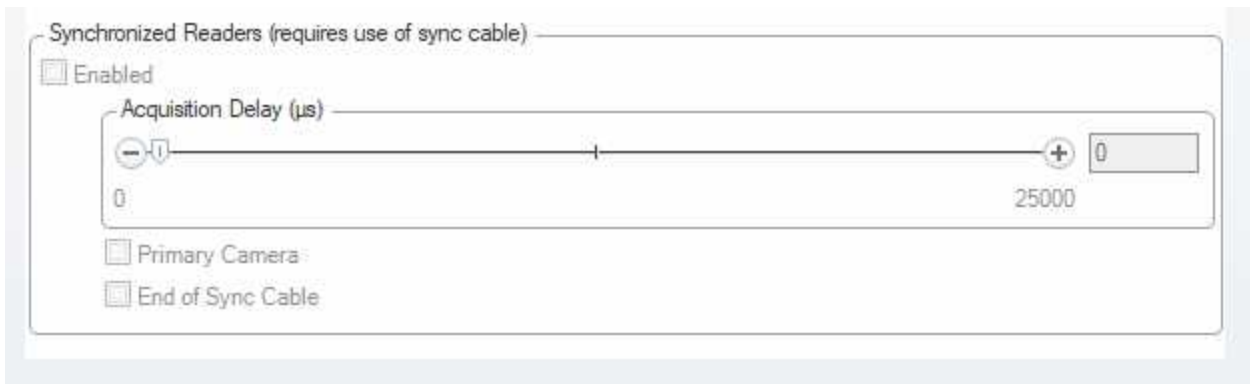 Synchronized Readers (requires use of sync cable)
Enabled
Acquisition Delay (µs)
0
0 25000
Primary Camera
End of Sync Cable